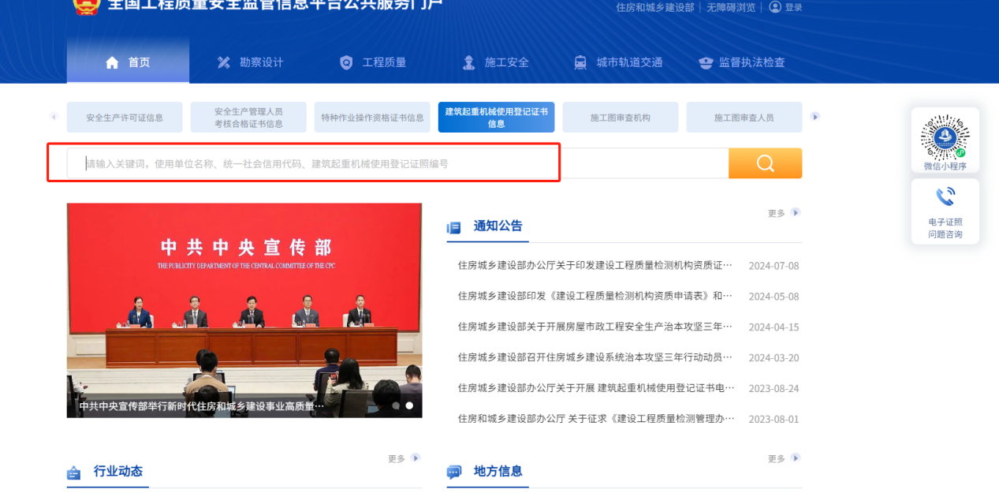 全国工程质量安全监管信息平台公共服务门户
住房和城乡建设部 | 无障碍浏览 | 登录
首页 勘察设计 工程质量 施工安全 城市轨道交通 监督执法检查
安全生产许可证信息
安全生产管理人员
考核合格证书信息
特种作业操作资格证书信息
建筑起重机械使用登记证书
信息
施工图审查机构
施工图审查人员
请输入关键词，使用单位名称、统一社会信用代码、建筑起重机械使用登记证照编号
微信小程序
电子证照
问题咨询
中共中央宣传部
THE PUBLICITY DEPARTMENT OF THE CENTRAL COMMITTEE OF THE CPC
中共中央宣传部举行新时代住房和城乡建设事业高质量…
通知公告 更多
住房城乡建设部办公厅关于印发建设工程质量检测机构资质证… 2024-07-08
住房城乡建设部印发《建设工程质量检测机构资质申请表》和… 2024-05-08
住房城乡建设部关于开展房屋市政工程安全生产治本攻坚三年… 2024-04-15
住房城乡建设部召开住房城乡建设系统治本攻坚三年行动动员… 2024-03-20
住房城乡建设部办公厅关于开展 建筑起重机械使用登记证书电… 2023-08-24
住房和城乡建设部办公厅 关于征求《建设工程质量检测管理办… 2023-08-01
行业动态 更多
地方信息 更多